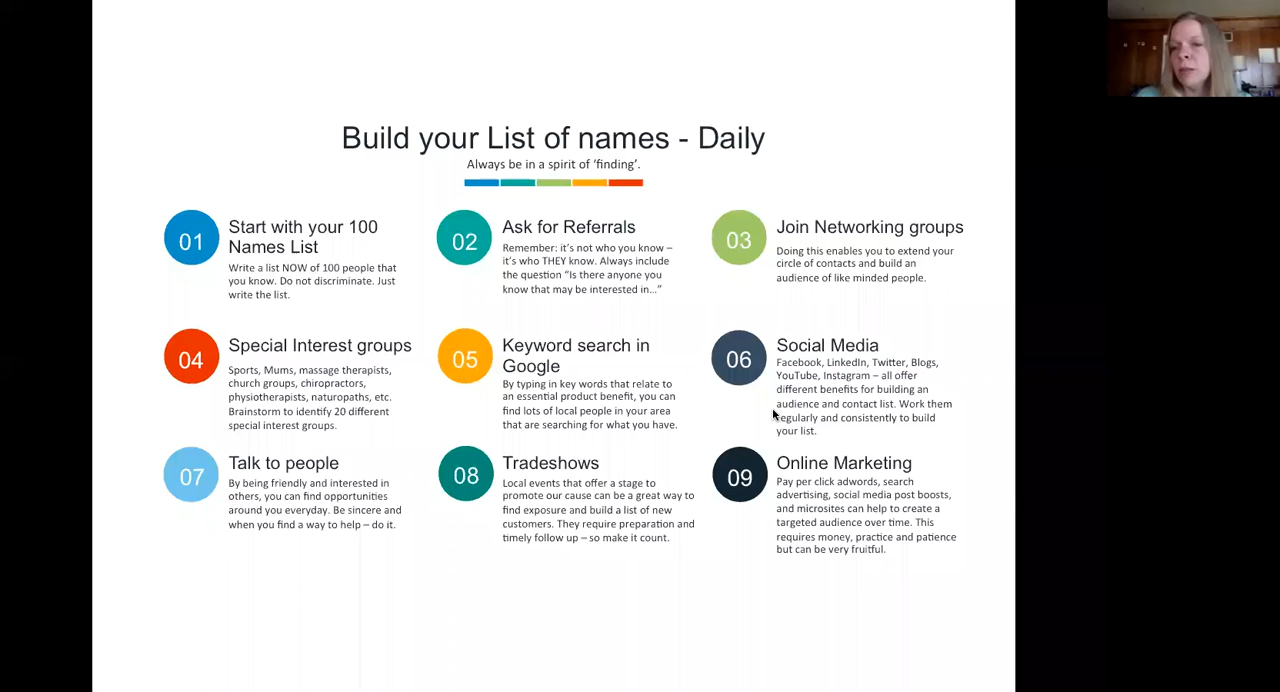 Build your List of names - Daily
Always be in a spirit of ‘finding’.
01
Start with your 100
Names List
Write a list NOW of 100 people that
you know. Do not discriminate. Just
write the list.
02
Ask for Referrals
Remember: it’s not who you know –
it’s who THEY know. Always include
the question “Is there anyone you
know that may be interested in…”
03
Join Networking groups
Doing this enables you to extend your
circle of contacts and build an
audience of like minded people.
04
Special Interest groups
Sports, Mums, massage therapists,
church groups, chiropractors,
physiotherapists, naturopaths, etc.
Brainstorm to identify 20 different
special interest groups.
05
Keyword search in
Google
By typing in key words that relate to
an essential product benefit, you can
find lots of local people in your area
that are searching for what you have.
06
Social Media
Facebook, LinkedIn, Twitter, Blogs,
YouTube, Instagram – all offer
different benefits for building an
audience and contact list. Work them
regularly and consistently to build
your list.
07
Talk to people
By being friendly and interested in
others, you can find opportunities
around you everyday. Be sincere and
when you find a way to help – do it.
08
Tradeshows
Local events that offer a stage to
promote our cause can be a great way to
find exposure and build a list of new
customers. They require preparation and
timely follow up – so make it count.
09
Online Marketing
Pay per click adwords, search
advertising, social media post boosts,
and microsites can help to create a
targeted audience over time. This
requires money, practice and patience
but can be very fruitful.